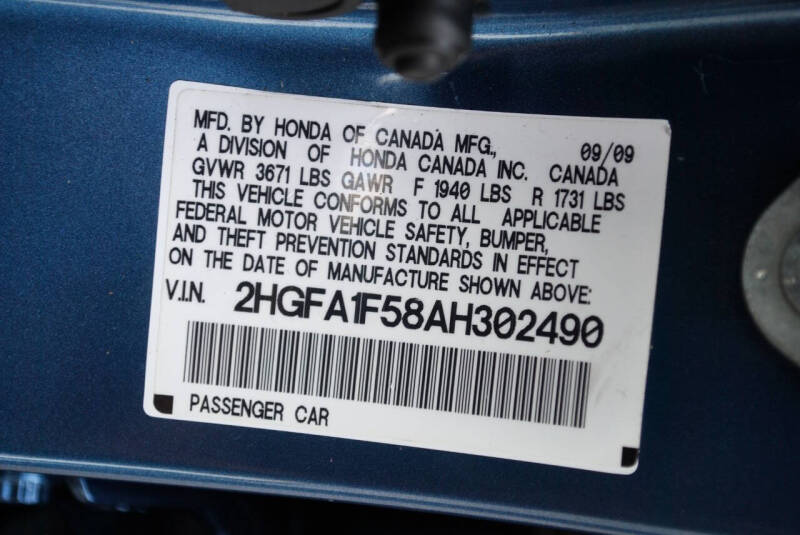 MFD. BY HONDA OF CANADA MFG., 09/09
A DIVISION OF HONDA CANADA INC. CANADA
GVWR 3671 LBS GAWR F 1940 LBS R 1731 LBS
THIS VEHICLE CONFORMS TO ALL APPLICABLE
FEDERAL MOTOR VEHICLE SAFETY, BUMPER,
AND THEFT PREVENTION STANDARDS IN EFFECT
ON THE DATE OF MANUFACTURE SHOWN ABOVE:
V.I.N. 2HGFA1F58AH302490
PASSENGER CAR